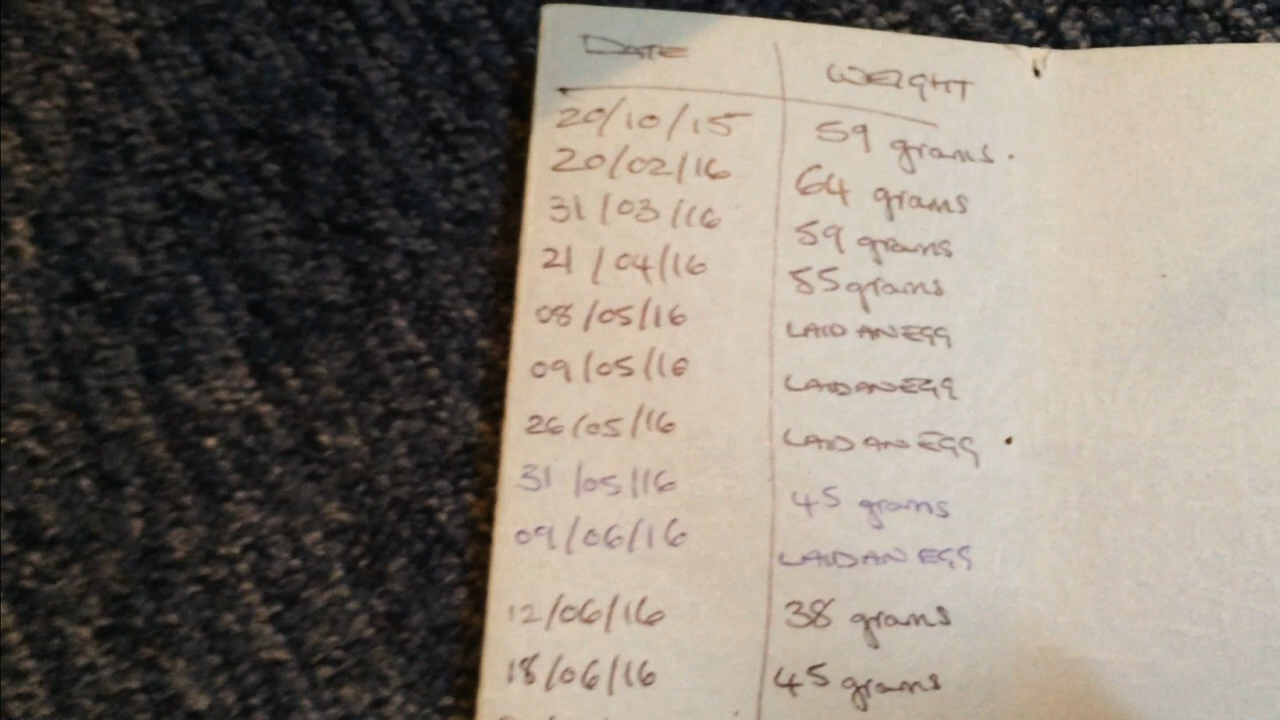 DATE WEIGHT
20/10/15 59 grams.
20/02/16 64 grams
31/03/16 59 grams
21/04/16 55 grams
08/05/16 LAID AN EGG
09/05/16 LAID AN EGG
26/05/16 LAID AN EGG
31/05/16 45 grams
09/06/16 LAID AN EGG
12/06/16 38 grams
18/06/16 45 grams